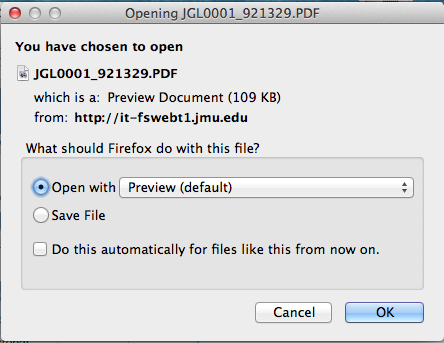 Opening JGL0001_921329.PDF
You have chosen to open
JGL0001_921329.PDF
which is a: Preview Document (109 KB)
from: http://it-fswebt1.jmu.edu
What should Firefox do with this file?
Open with Preview (default)
Save File
Do this automatically for files like this from now on.
Cancel OK